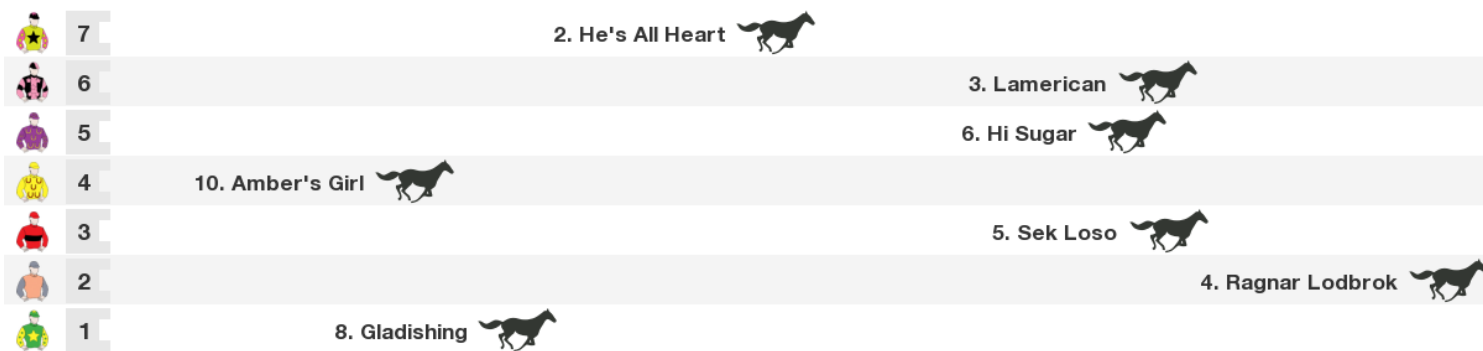 7 2. He's All Heart
6 3. Lamerican
5 6. Hi Sugar
4 10. Amber's Girl
3 5. Sek Loso
2 4. Ragnar Lodbrok
1 8. Gladishing